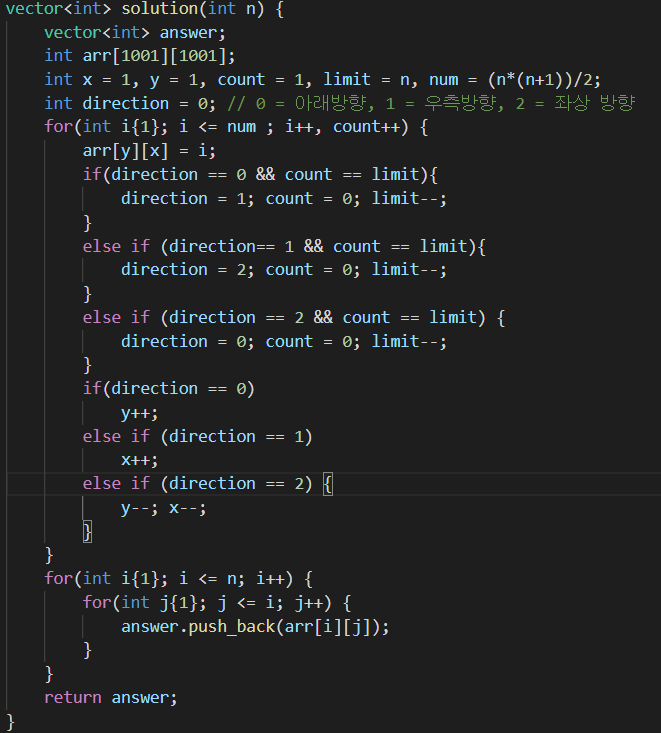 vector<int> solution(int n) {
    vector<int> answer;
    int arr[1001][1001];
    int x = 1, y = 1, count = 1, limit = n, num = (n*(n+1))/2;
    int direction = 0; // 0 = 아래방향, 1 = 우측방향, 2 = 좌상 방향
    for(int i{1}; i <= num ; i++, count++) {
        arr[y][x] = i;
        if(direction == 0 && count == limit){
            direction = 1; count = 0; limit--;
        }
        else if (direction== 1 && count == limit){
            direction = 2; count = 0; limit--;
        }
        else if (direction == 2 && count == limit) {
            direction = 0; count = 0; limit--;
        }
        if(direction == 0)
            y++;
        else if (direction == 1)
            x++;
        else if (direction == 2) {
            y--; x--;
        }
    }
    for(int i{1}; i <= n; i++) {
        for(int j{1}; j <= i; j++) {
            answer.push_back(arr[i][j]);
        }
    }
    return answer;
}